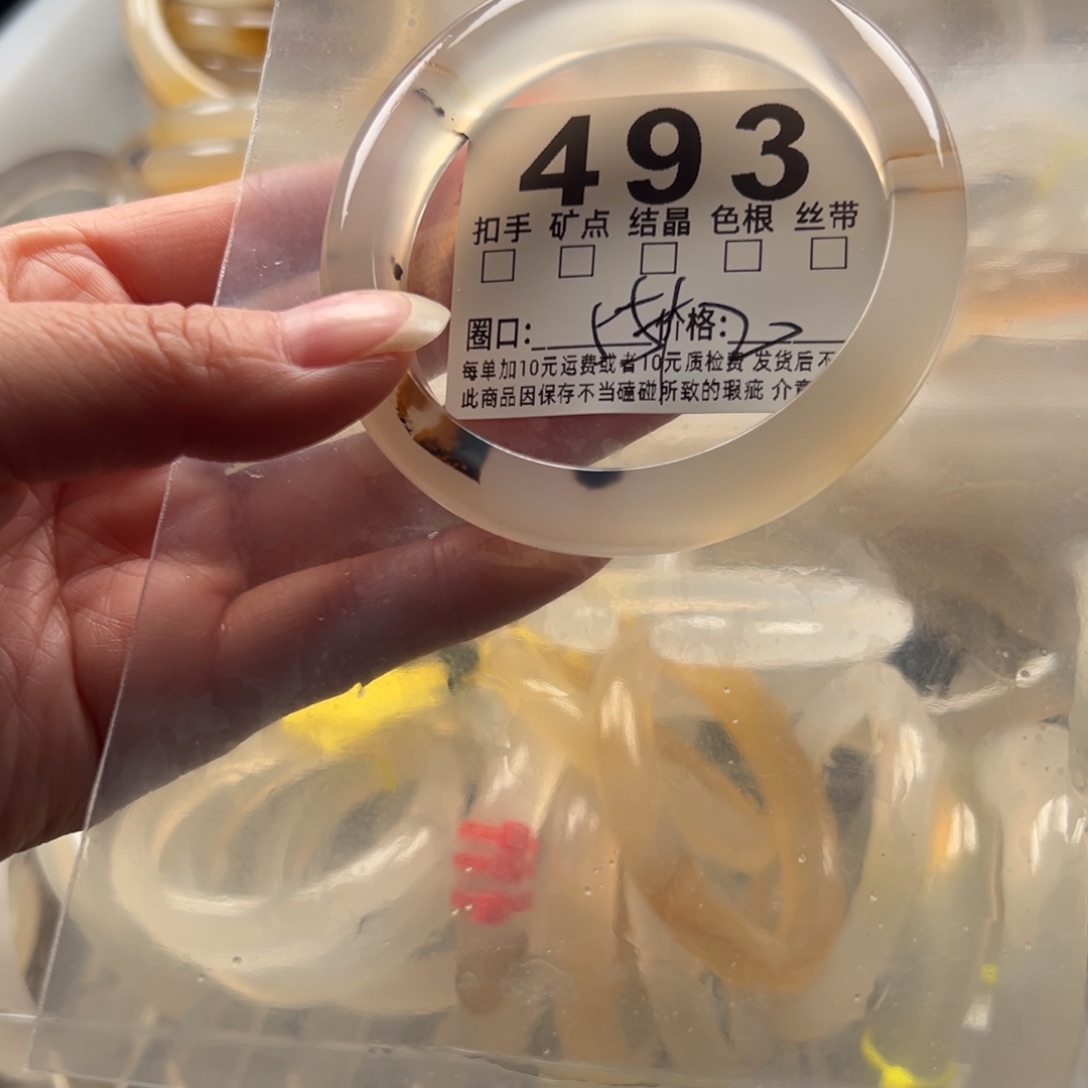 493
扣手 矿点 结晶 色根 丝带
圈口: 价格:
每单加10元运费或者10元质检费 发货后不
此商品因保存不当磕碰所致的瑕疵 介意